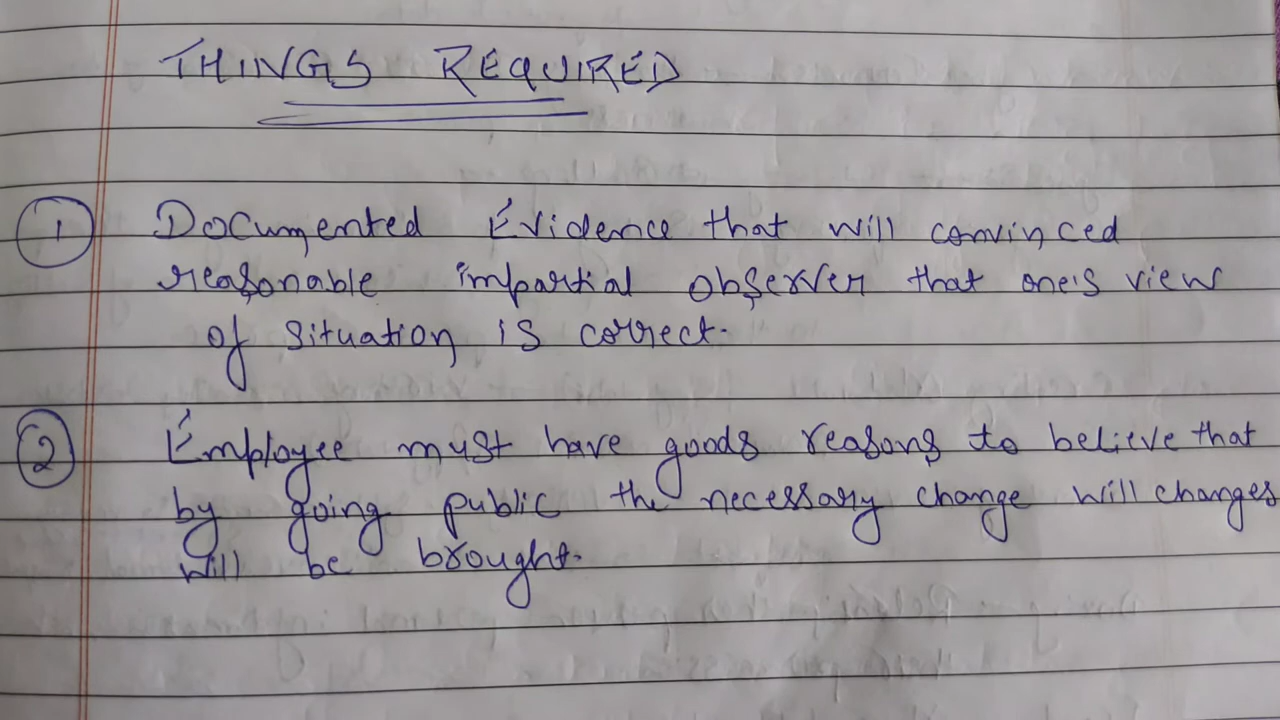 THINGS REQUIRED
1 Documented Evidence that will convinced
reasonable impartial observer that one's view
of situation is correct.
2 Employee must have goods reasons to believe that
by going public the necessary change will changes
will be brought.